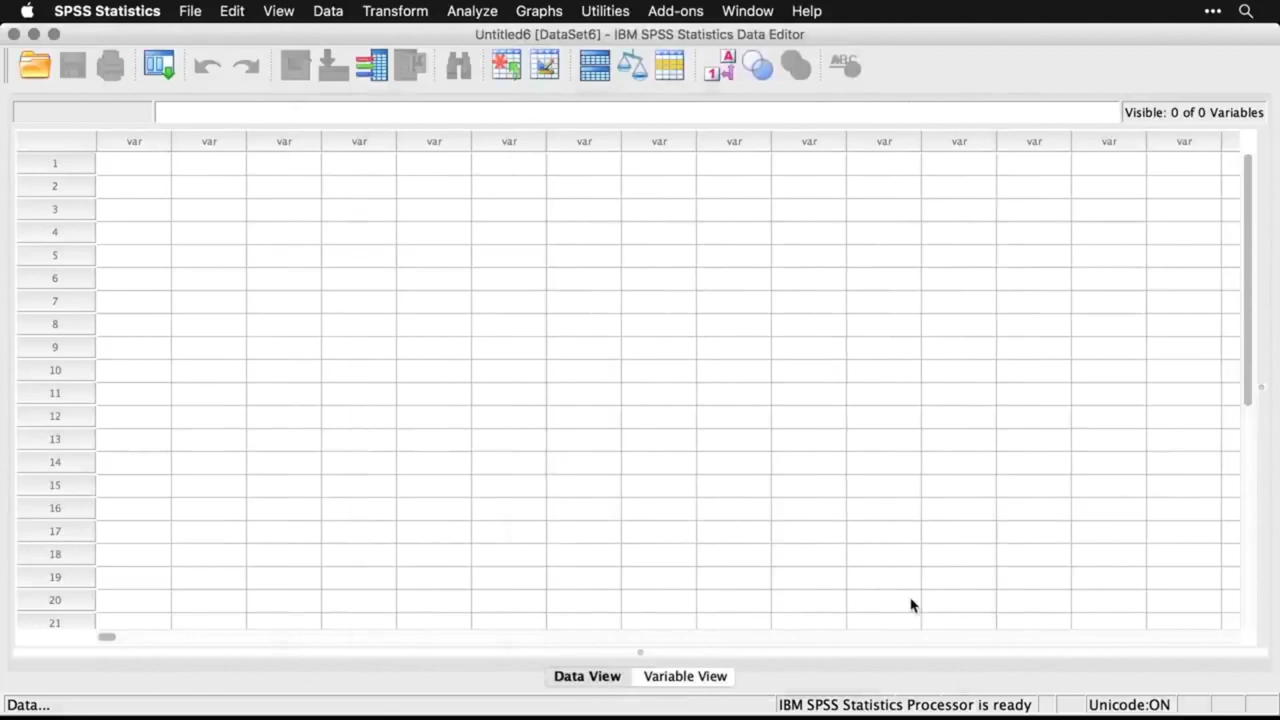 SPSS Statistics File Edit View Data Transform Analyze Graphs Utilities Add-ons Window Help
Untitled6 [DataSet6] - IBM SPSS Statistics Data Editor
A
1
ABC
Visible: 0 of 0 Variables
var var var var var var var var var var var var var var var
1
2
3
4
5
6
7
8
9
10
11
12
13
14
15
16
17
18
19
20
21
Data View Variable View
Data... IBM SPSS Statistics Processor is ready Unicode:ON